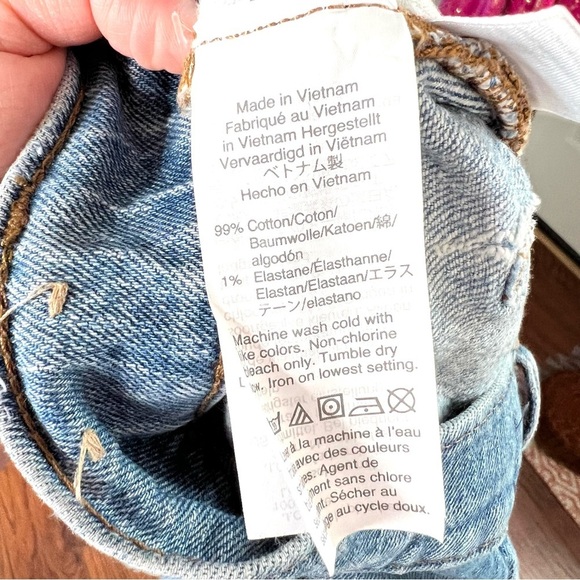 Made in Vietnam
Fabriqué au Vietnam
in Vietnam Hergestellt
Vervaardigd in Viëtnam
ベトナム製
Hecho en Vietnam
99% Cotton/Coton/
Baumwolle/Katoen/綿/
algodón
1% Elastane/Élasthanne/
Elastan/Elastaan/エラス
テーン/elastano
Machine wash cold with
like colors. Non-chlorine
bleach only. Tumble dry
Low. Iron on lowest setting.
à la machine à l'eau
avec des couleurs
Agent de
sans chlore
Sécher au
au cycle doux.